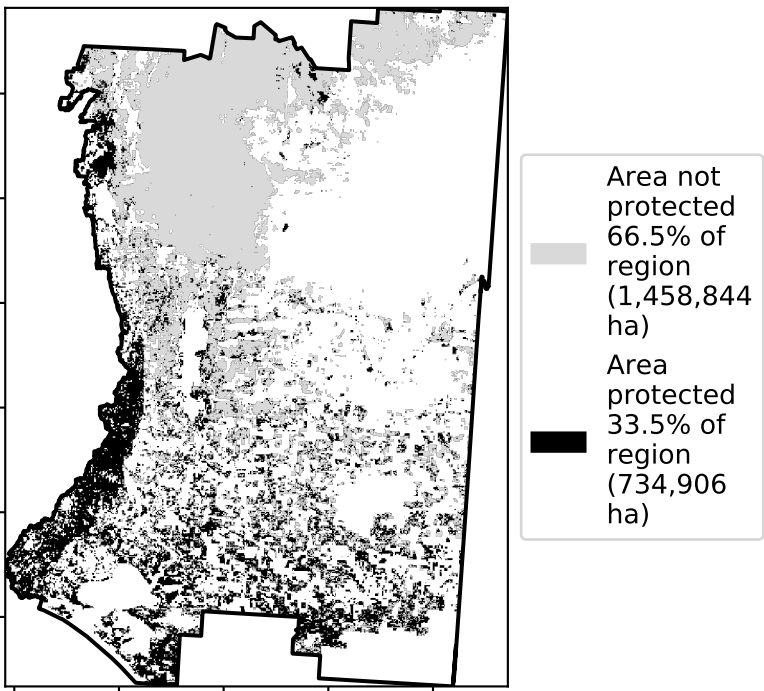 Area not
protected
66.5% of
region
(1,458,844
ha)
Area
protected
33.5% of
region
(734,906
ha)